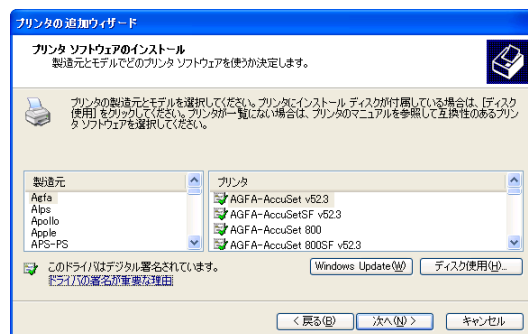 プリンタの追加ウィザード
プリンタ ソフトウェアのインストール
製造元とモデルでどのプリンタ ソフトウェアを使うか決定します。
プリンタの製造元とモデルを選択してください。プリンタにインストール ディスクが付属している場合は、[ディスク
使用] をクリックしてください。プリンタが一覧にない場合は、プリンタのマニュアルを参照して互換性のあるプリン
タ ソフトウェアを選択してください。
製造元
Agfa
Alps
Apollo
Apple
APS-PS
プリンタ
AGFA-AccuSet v52.3
AGFA-AccuSetSF v52.3
AGFA-AccuSet 800
AGFA-AccuSet 800SF v52.3
このドライバはデジタル署名されています。
ドライバの署名が重要な理由
Windows Update(W)
ディスク使用(H)...
< 戻る(B)
次へ(N) >
キャンセル